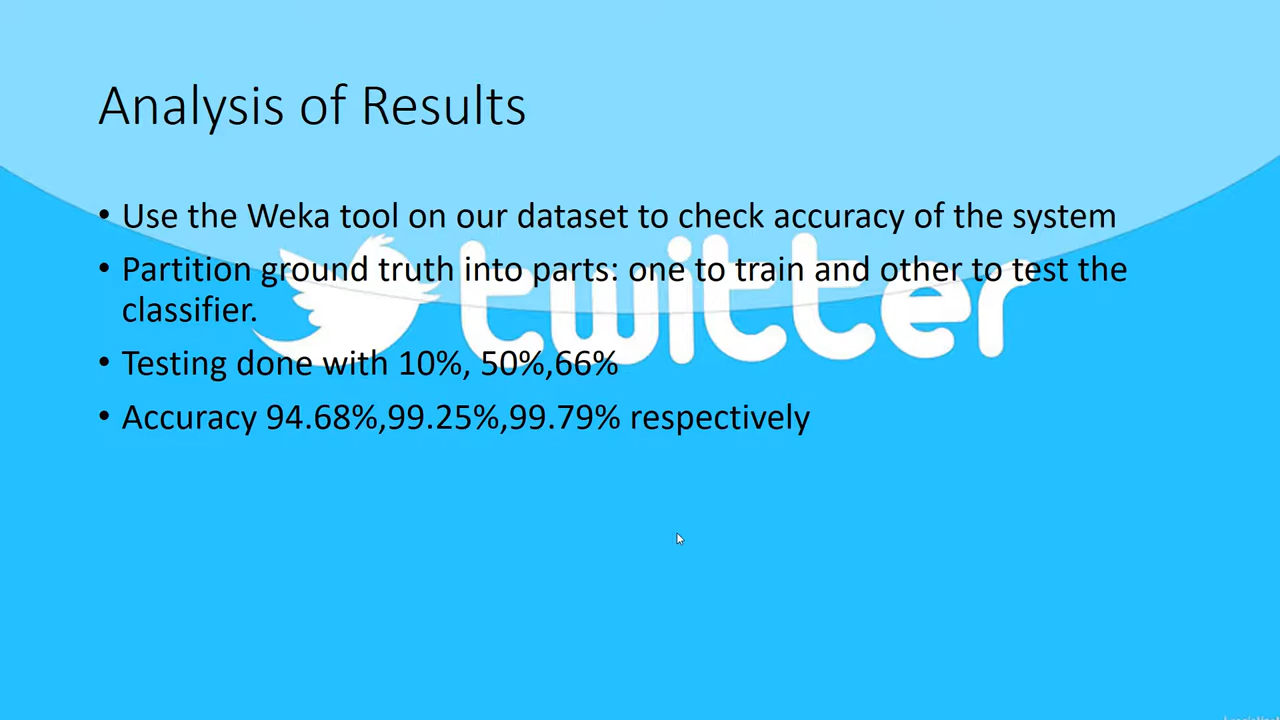 Analysis of Results
• Use the Weka tool on our dataset to check accuracy of the system
• Partition ground truth into parts: one to train and other to test the
classifier.
twitter
• Testing done with 10%, 50%,66%
• Accuracy 94.68%,99.25%,99.79% respectively